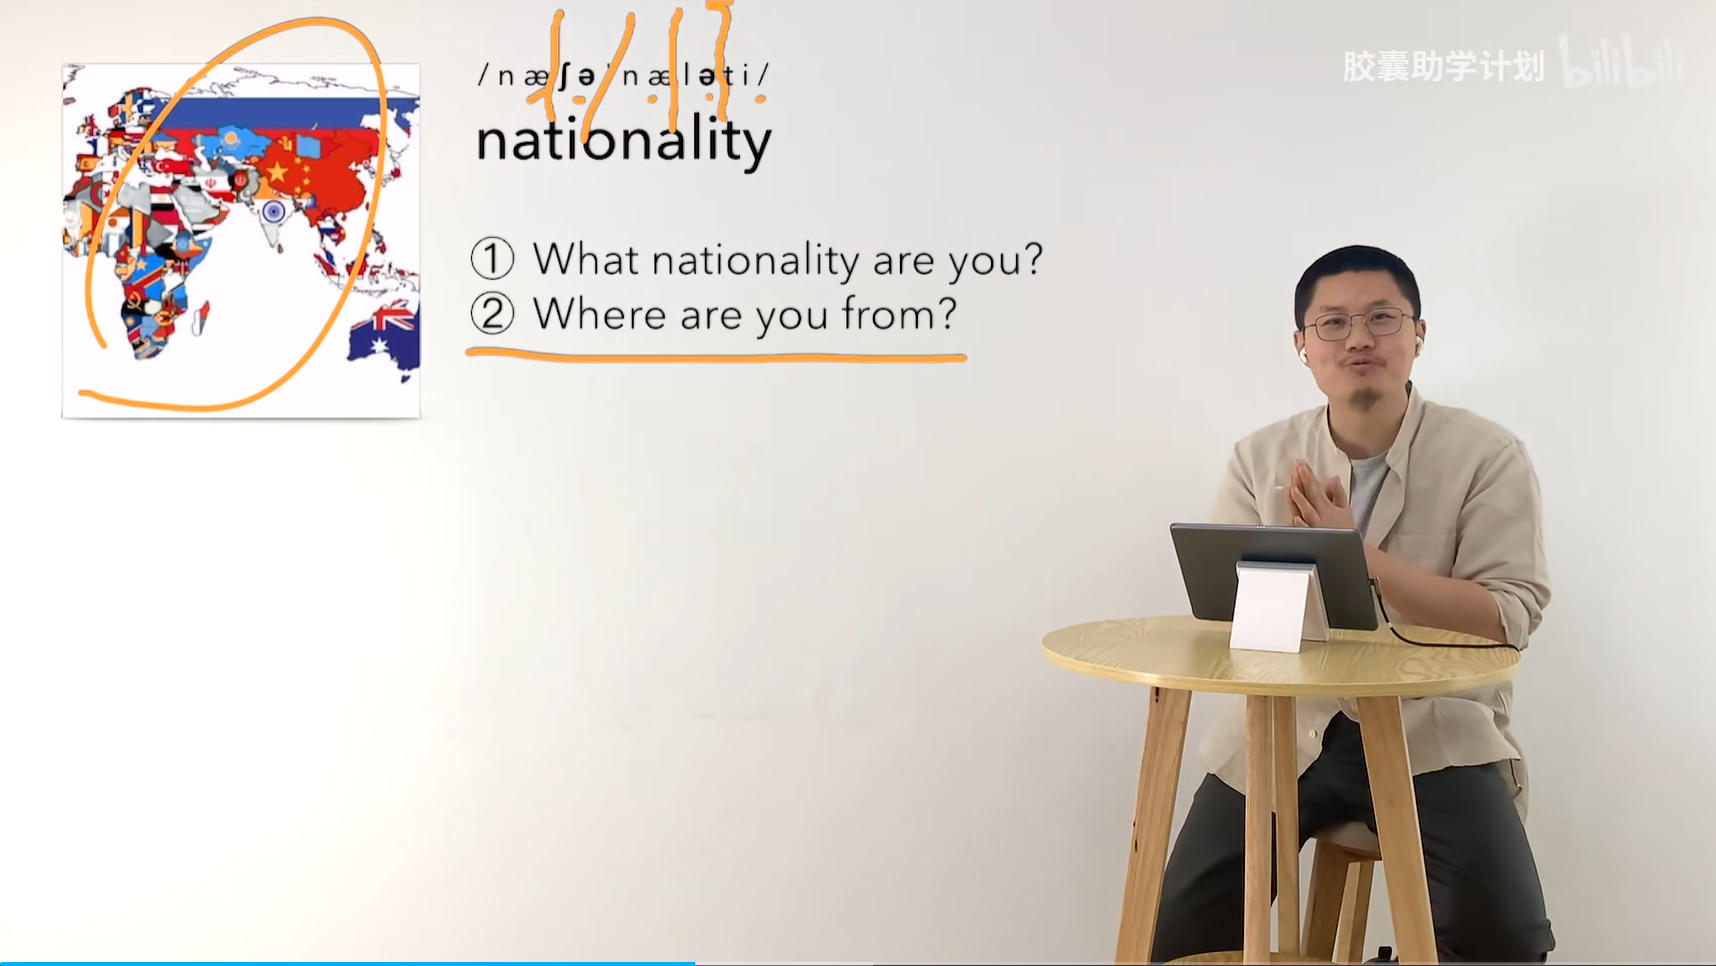 胶囊助学计划 bilibili
/næʃəˈnæləti/
nationality
① What nationality are you?
② Where are you from?